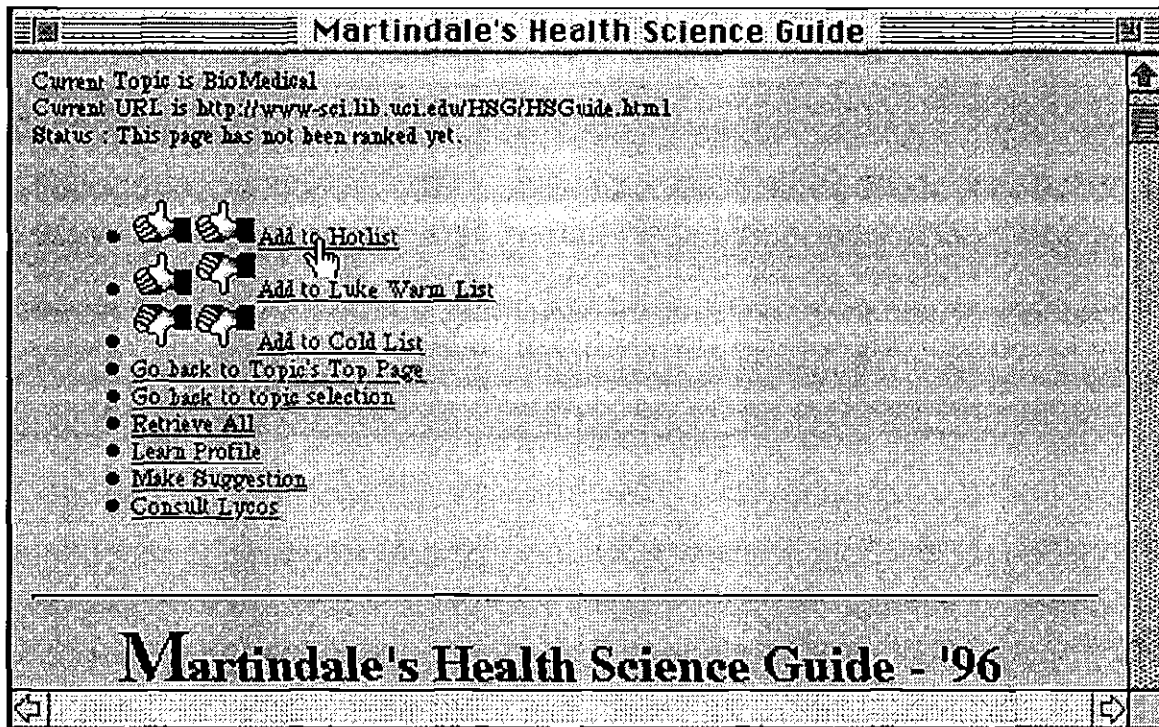 Martindale's Health Science Guide
Current Topic is BioMedical
Current URL is http://www-sci.lib.uci.edu/HSG/HSGuide.html
Status : This page has not been ranked yet.
Add to Hotlist
Add to Luke Warm List
Add to Cold List
Go back to Topic's Top Page
Go back to topic selection
Retrieve All
Learn Profile
Make Suggestion
Consult Lycos
Martindale's Health Science Guide - '96